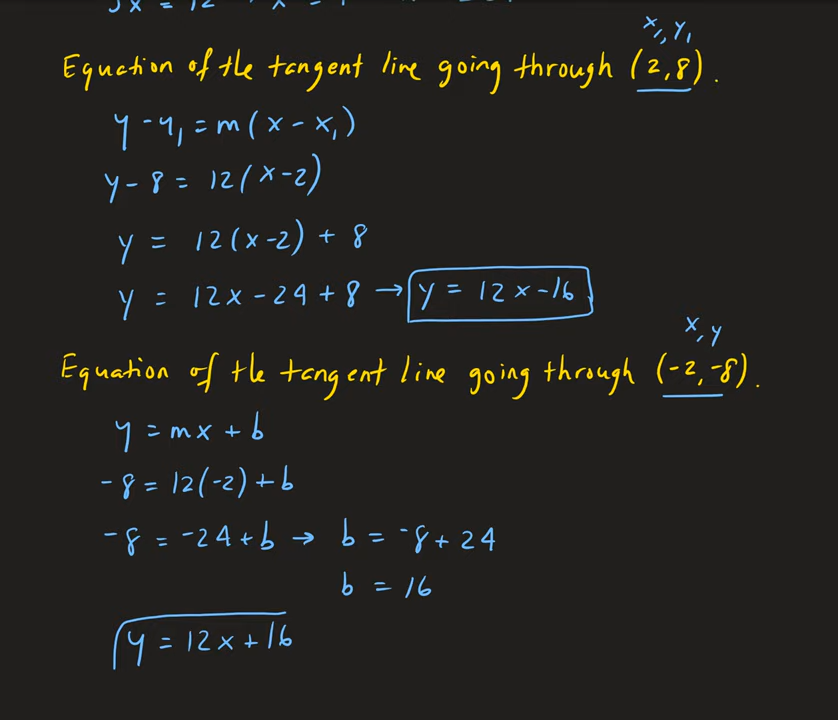 3x = 12
x₁, y₁
Equation of the tangent line going through (2,8).
y - y₁ = m(x - x₁)
y - 8 = 12(x-2)
y = 12(x-2) + 8
y = 12x - 24 + 8 → y = 12x-16
x, y
Equation of the tangent line going through (-2,-8).
y = mx + b
-8 = 12(-2) + b
-8 = -24 + b → b = -8 + 24
b = 16
y = 12x + 16